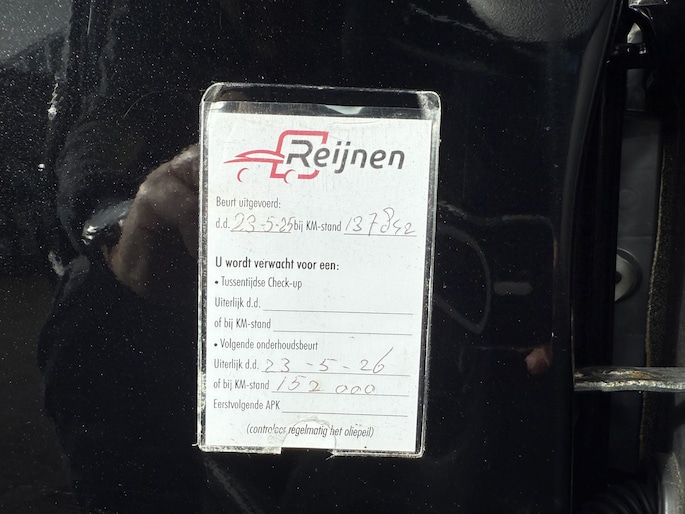 Reijnen
Beurt uitgevoerd:
d.d. 23-5-25 bij KM-stand 137842
U wordt verwacht voor een:
• Tussentijdse Check-up
Uiterlijk d.d.
of bij KM-stand
• Volgende onderhoudsbeurt
Uiterlijk d.d. 23-5-26
of bij KM-stand 152 000
Eerstvolgende APK
(controleer regelmatig het oliepeil)